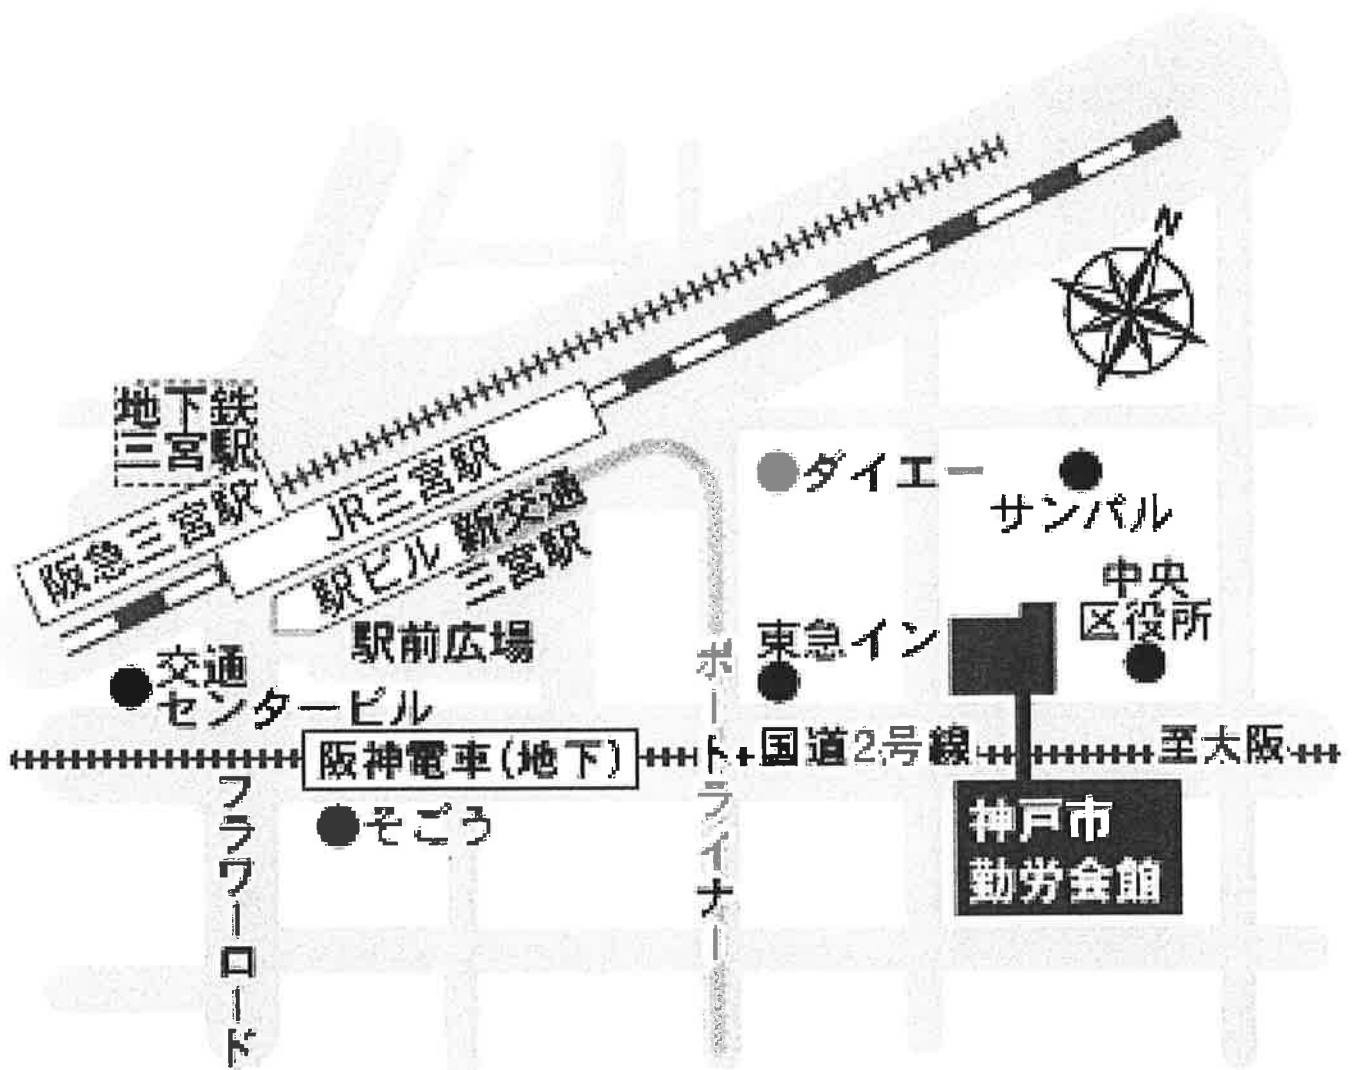 N
地下鉄
三宮駅
阪急三宮駅
JR三宮駅
駅ビル
新交通
三宮駅
駅前広場
ダイエー
サンパル
中央
区役所
東急イン
交通
センタービル
阪神電車(地下)
国道2号線
至大阪
そごう
フラワーロード
ポートライナー
神戸市
勤労会館